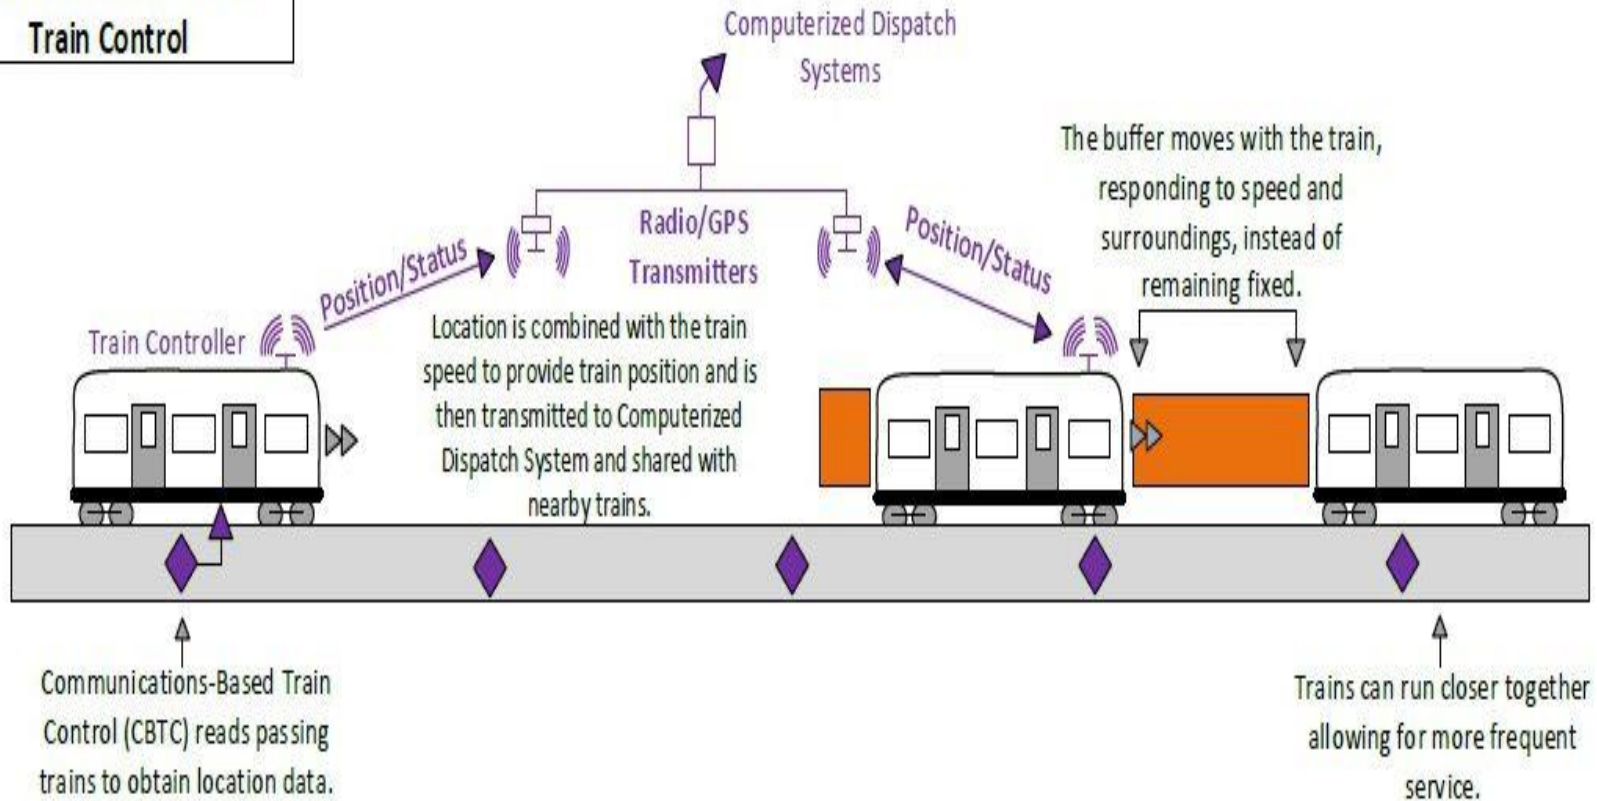 Train Control
Computerized Dispatch
Systems
The buffer moves with the train,
responding to speed and
surroundings, instead of
remaining fixed.
Radio/GPS
Transmitters
Position/Status
Position/Status
Train Controller
Location is combined with the train
speed to provide train position and is
then transmitted to Computerized
Dispatch System and shared with
nearby trains.
Communications-Based Train
Control (CBTC) reads passing
trains to obtain location data.
Trains can run closer together
allowing for more frequent
service.